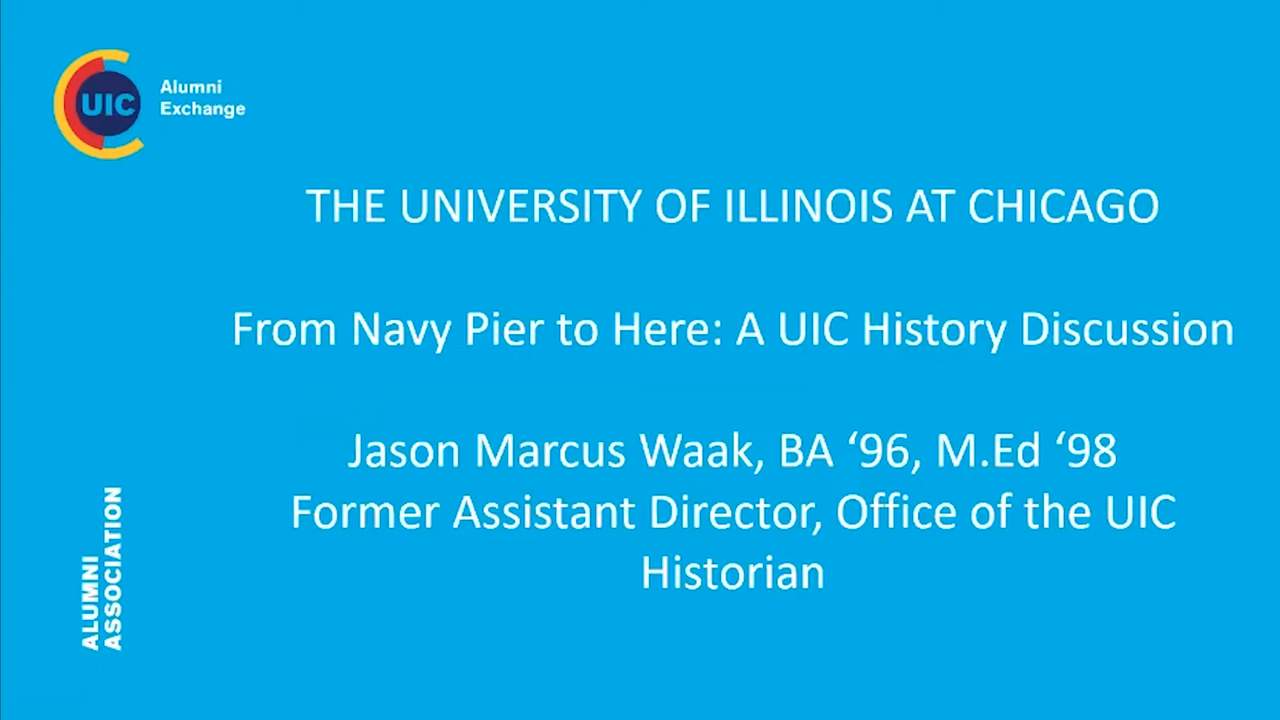 UIC
Alumni
Exchange
THE UNIVERSITY OF ILLINOIS AT CHICAGO
From Navy Pier to Here: A UIC History Discussion
Jason Marcus Waak, BA ‘96, M.Ed ‘98
Former Assistant Director, Office of the UIC
Historian
ALUMNI
ASSOCIATION